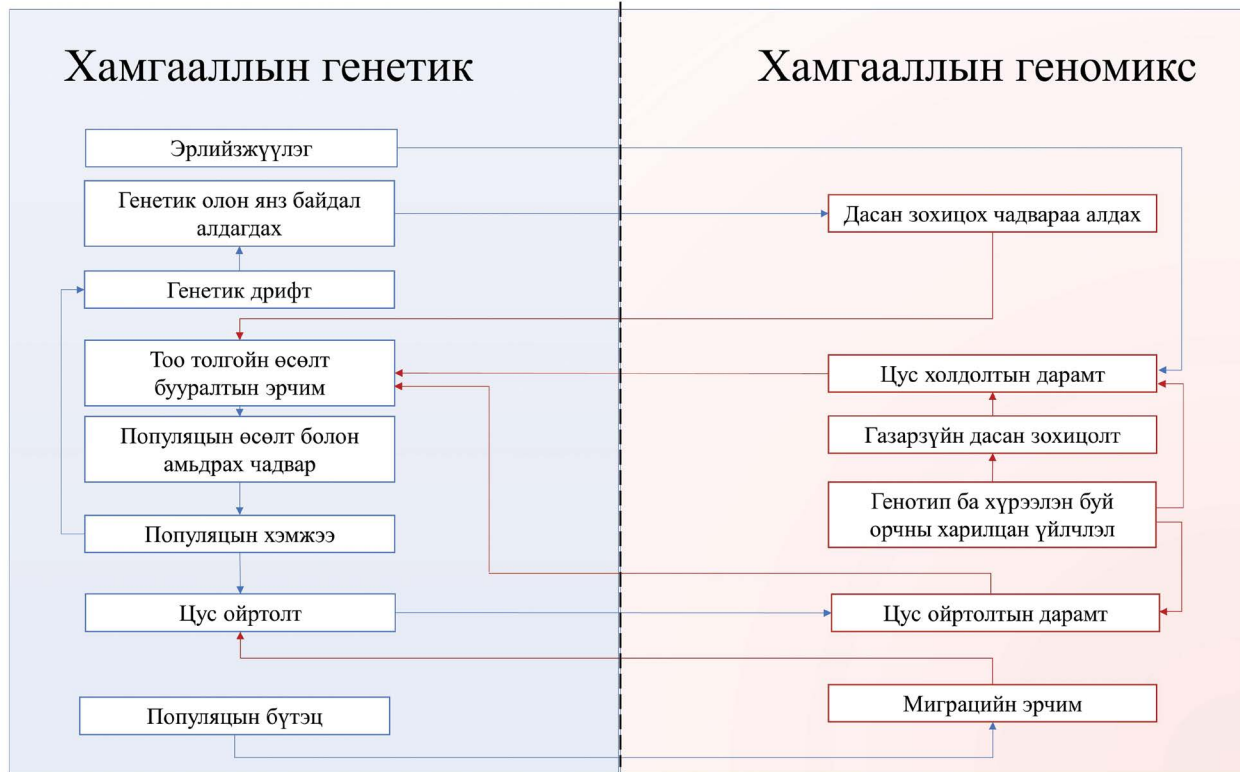 Хамгааллын генетик
Эрлийзжүүлэг
Генетик олон янз байдал
алдагдах
Генетик дрифт
Тоо толгойн өсөлт
бууралтын эрчим
Популяцын өсөлт болон
амьдрах чадвар
Популяцын хэмжээ
Цус ойртолт
Популяцын бүтэц
Хамгааллын геномикс
Дасан зохицох чадвараа алдах
Цус холдолтын дарамт
Газарзүйн дасан зохицолт
Генотип ба хүрээлэн буй
орчны харилцан үйлчлэл
Цус ойртолтын дарамт
Миграцийн эрчим